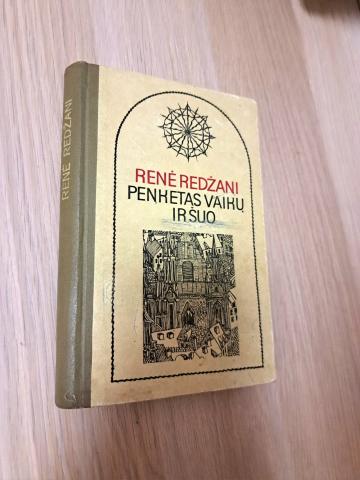 RENĖ REDŽANI
RENĖ REDŽANI
PENKETAS VAIKŲ
IR ŠUO